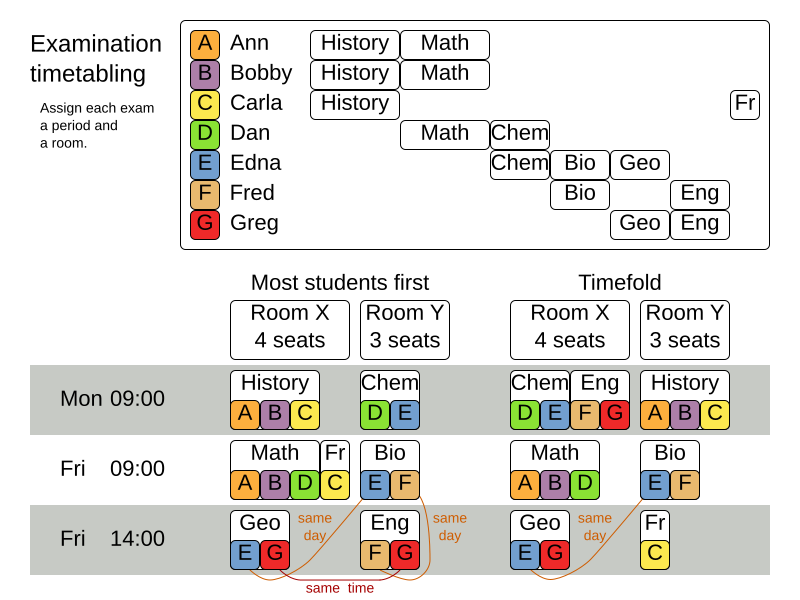 Examination
timetabling
Assign each exam
a period and
a room.
A Ann History Math
B Bobby History Math
C Carla History Fr
D Dan Math Chem
E Edna Chem Bio Geo
F Fred Bio Eng
G Greg Geo Eng
Most students first Timefold
Room X Room Y Room X Room Y
4 seats 3 seats 4 seats 3 seats
History Chem Chem Eng History
Mon 09:00 A B C D E D E F G A B C
Math Fr Bio Math Bio
Fri 09:00 A B D C E F A B D E F
Geo same Eng same Geo same Fr
day day day
Fri 14:00 E G F G E G C
same time